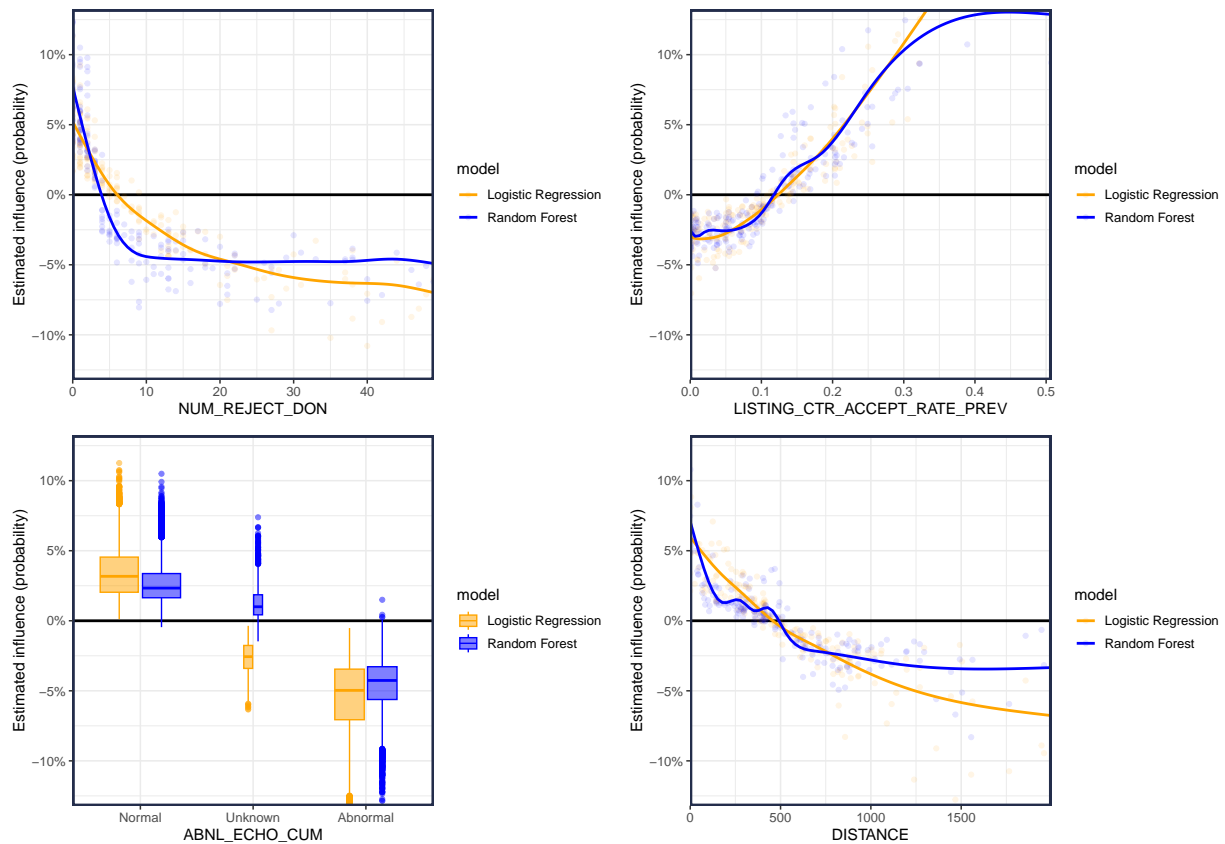 10%
5%
0%
−5%
−10%
Estimated influence (probability)
0 10 20 30 40
NUM_REJECT_DON
model
Logistic Regression
Random Forest
10%
5%
0%
−5%
−10%
Estimated influence (probability)
0.0 0.1 0.2 0.3 0.4 0.5
LISTING_CTR_ACCEPT_RATE_PREV
model
Logistic Regression
Random Forest
10%
5%
0%
−5%
−10%
Estimated influence (probability)
Normal Unknown Abnormal
ABNL_ECHO_CUM
model
Logistic Regression
Random Forest
10%
5%
0%
−5%
−10%
Estimated influence (probability)
0 500 1000 1500
DISTANCE
model
Logistic Regression
Random Forest